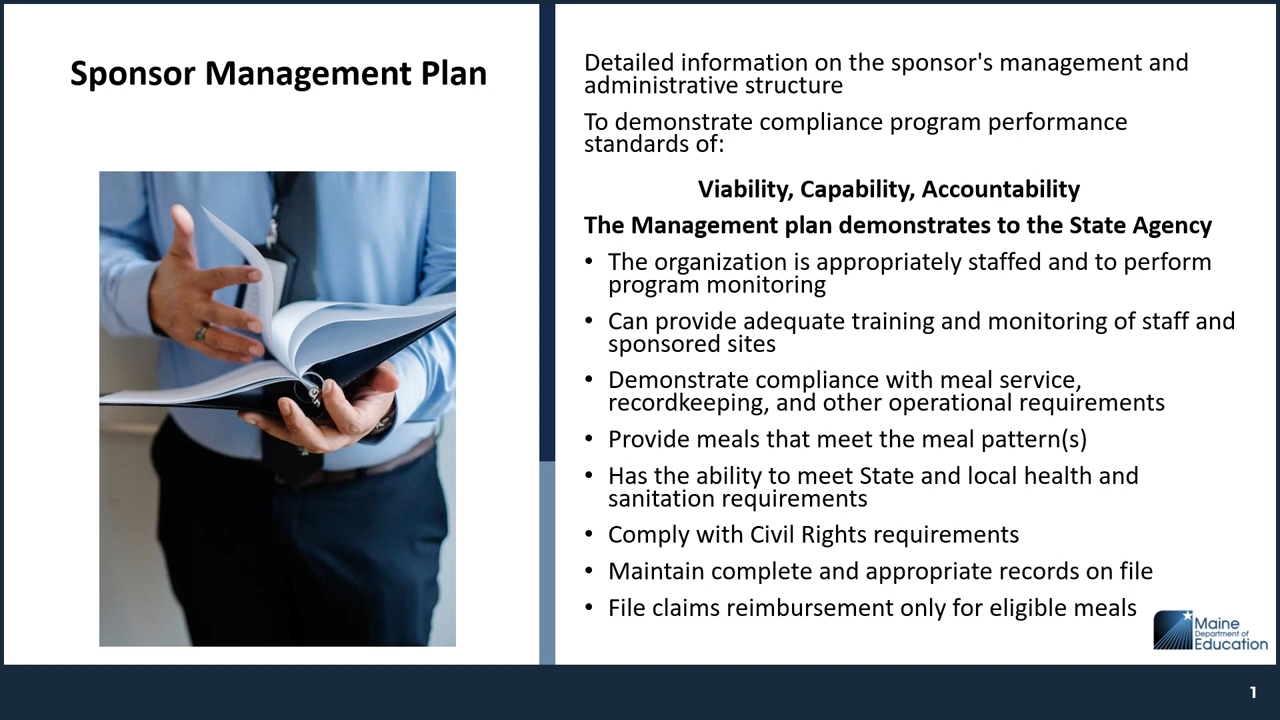 Sponsor Management Plan
Detailed information on the sponsor's management and
administrative structure
To demonstrate compliance program performance
standards of:
Viability, Capability, Accountability
The Management plan demonstrates to the State Agency
• The organization is appropriately staffed and to perform
program monitoring
• Can provide adequate training and monitoring of staff and
sponsored sites
• Demonstrate compliance with meal service,
recordkeeping, and other operational requirements
• Provide meals that meet the meal pattern(s)
• Has the ability to meet State and local health and
sanitation requirements
• Comply with Civil Rights requirements
• Maintain complete and appropriate records on file
• File claims reimbursement only for eligible meals
Maine
Department of
Education
1